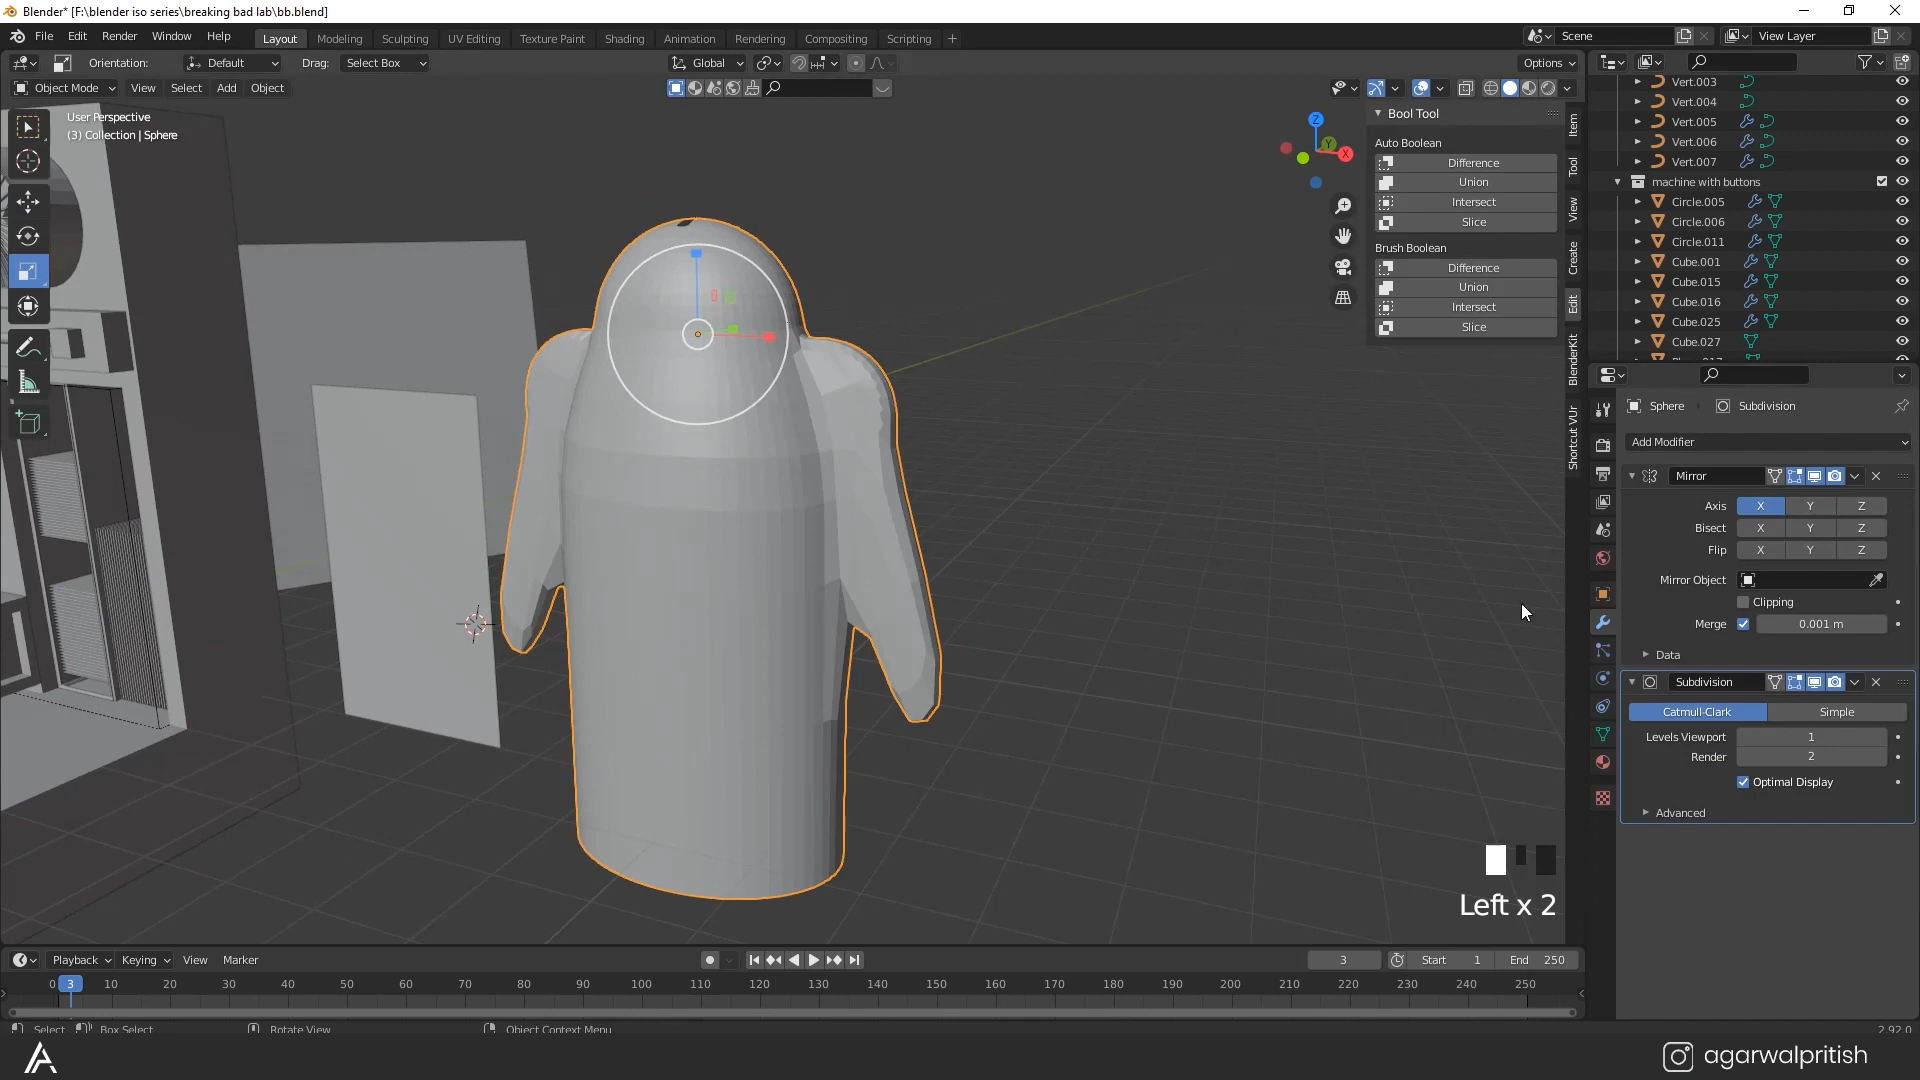 Blender* [F:\blender iso series\breaking bad lab\bb.blend]
File Edit Render Window Help Layout Modeling Sculpting UV Editing Texture Paint Shading Animation Rendering Compositing Scripting + Scene View Layer
Orientation: Default Drag: Select Box Global Options
Object Mode View Select Add Object
User Perspective
(3) Collection | Sphere
Z
Y
X
Bool Tool
Auto Boolean
Difference
Union
Intersect
Slice
Brush Boolean
Difference
Union
Intersect
Slice
Item
Tool
View
Create
Edit
BlenderKit
Shortcut VUr
Vert.003
Vert.004
Vert.005
Vert.006
Vert.007
machine with buttons
Circle.005
Circle.006
Circle.011
Cube.001
Cube.015
Cube.016
Cube.025
Cube.027
Sphere Subdivision
Add Modifier
Mirror
Axis X Y Z
Bisect X Y Z
Flip X Y Z
Mirror Object
Clipping
Merge 0.001 m
Data
Subdivision
Catmull-Clark Simple
Levels Viewport 1
Render 2
Optimal Display
Advanced
Left x 2
Playback Keying View Marker 3 Start 1 End 250
0 3 10 20 30 40 50 60 70 80 90 100 110 120 130 140 150 160 170 180 190 200 210 220 230 240 250
Select Box Select Rotate View Object Context Menu 2.92.0
agarwalpritish